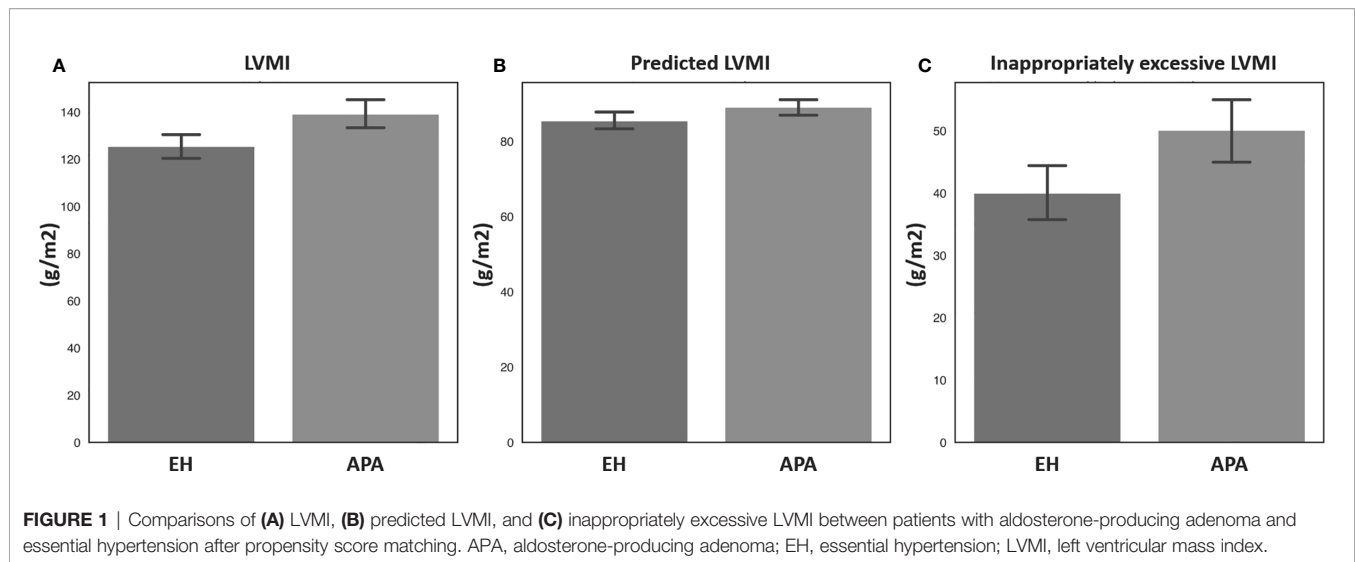 A
LVMI
(g/m2)
140
120
100
80
60
40
20
0
EH
APA
B
Predicted LVMI
(g/m2)
80
60
40
20
0
EH
APA
C
Inappropriately excessive LVMI
(g/m2)
50
40
30
20
10
0
EH
APA
FIGURE 1 | Comparisons of (A) LVMI, (B) predicted LVMI, and (C) inappropriately excessive LVMI between patients with aldosterone-producing adenoma and
essential hypertension after propensity score matching. APA, aldosterone-producing adenoma; EH, essential hypertension; LVMI, left ventricular mass index.